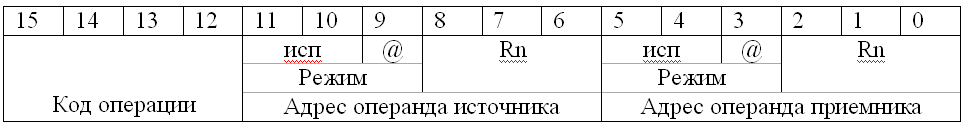 15 14 13 12 11 10 9 8 7 6 5 4 3 2 1 0
исп @ Rn исп @ Rn
Режим Режим
Код операции Адрес операнда источника Адрес операнда приемника